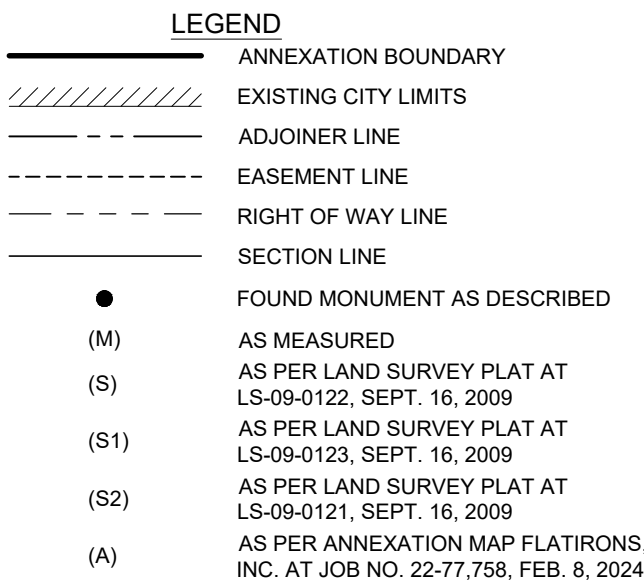 LEGEND
ANNEXATION BOUNDARY
EXISTING CITY LIMITS
ADJOINER LINE
EASEMENT LINE
RIGHT OF WAY LINE
SECTION LINE
FOUND MONUMENT AS DESCRIBED
(M) AS MEASURED
(S) AS PER LAND SURVEY PLAT AT
LS-09-0122, SEPT. 16, 2009
(S1) AS PER LAND SURVEY PLAT AT
LS-09-0123, SEPT. 16, 2009
(S2) AS PER LAND SURVEY PLAT AT
LS-09-0121, SEPT. 16, 2009
(A) AS PER ANNEXATION MAP FLATIRONS,
INC. AT JOB NO. 22-77,758, FEB. 8, 2024